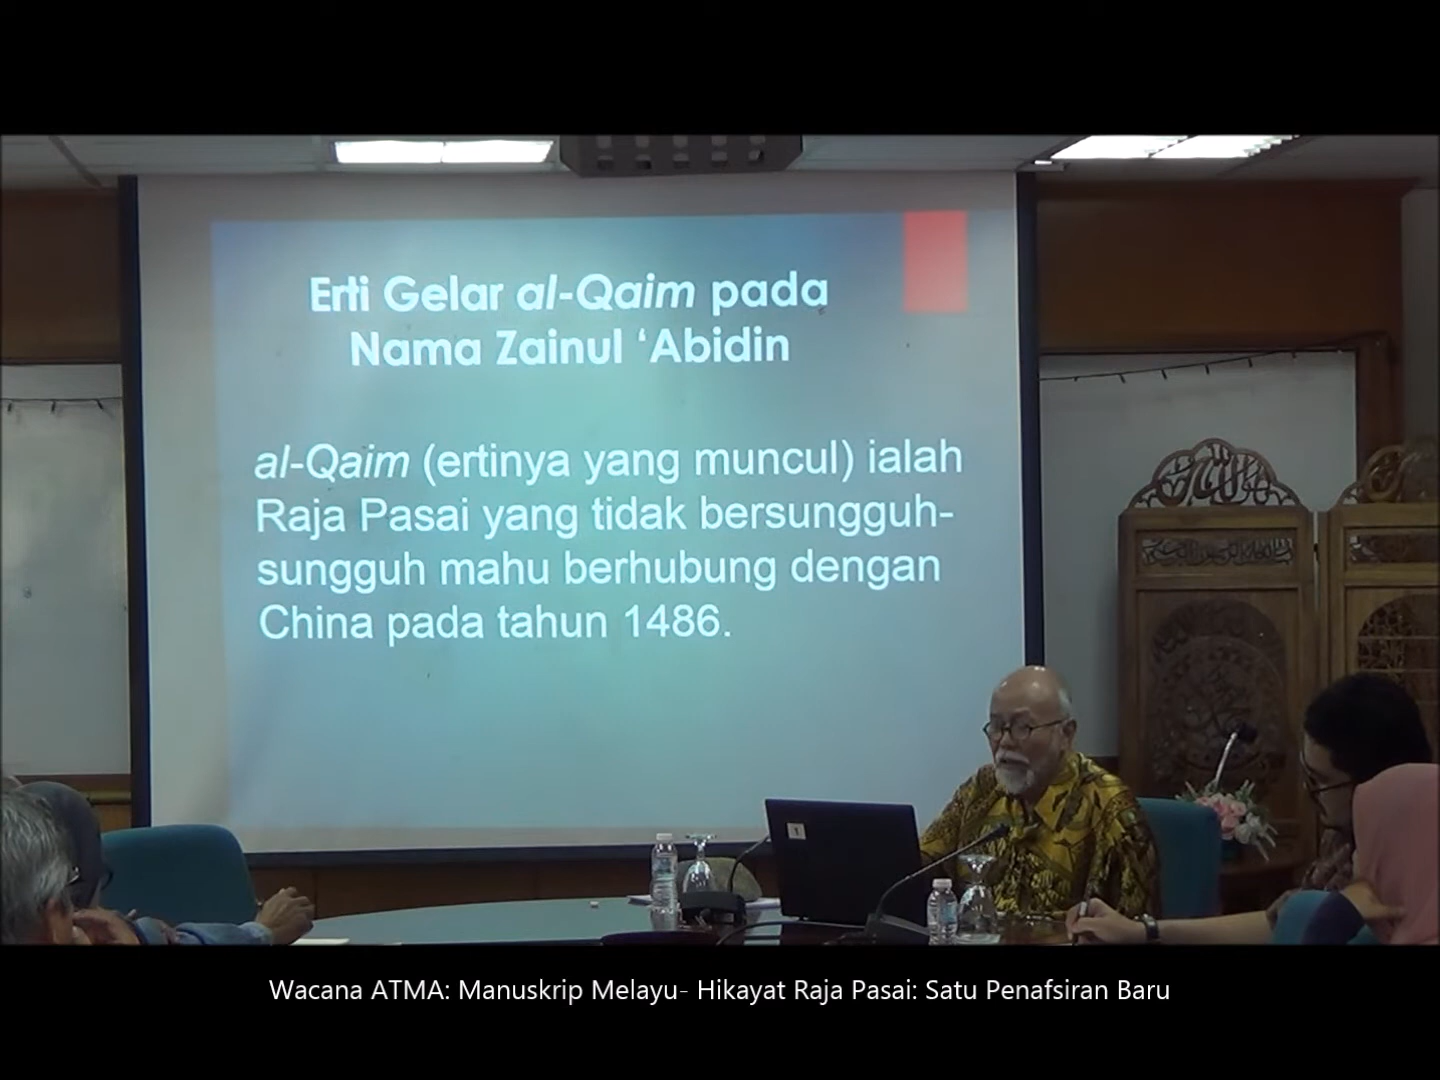 Erti Gelar al-Qaim pada
Nama Zainul ‘Abidin
al-Qaim (ertinya yang muncul) ialah
Raja Pasai yang tidak bersungguh-
sungguh mahu berhubung dengan
China pada tahun 1486.
Wacana ATMA: Manuskrip Melayu- Hikayat Raja Pasai: Satu Penafsiran Baru